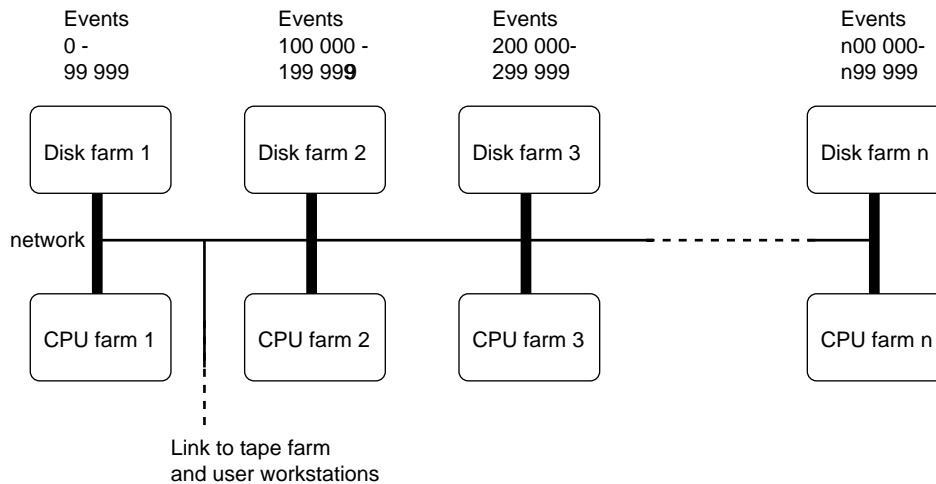 Events
0 -
99 999
Events
100 000 -
199 999
Events
200 000-
299 999
Events
n00 000-
n99 999
Disk farm 1
Disk farm 2
Disk farm 3
Disk farm n
network
CPU farm 1
CPU farm 2
CPU farm 3
CPU farm n
Link to tape farm
and user workstations